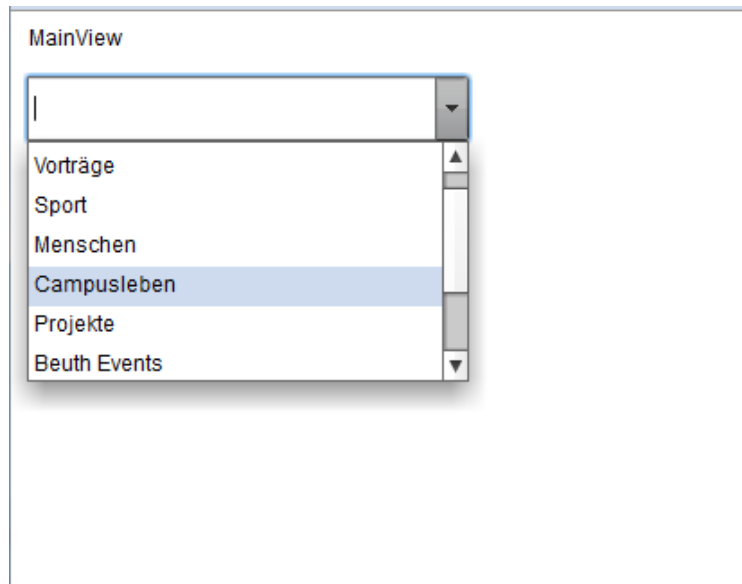 MainView
Vorträge
Sport
Menschen
Campusleben
Projekte
Beuth Events